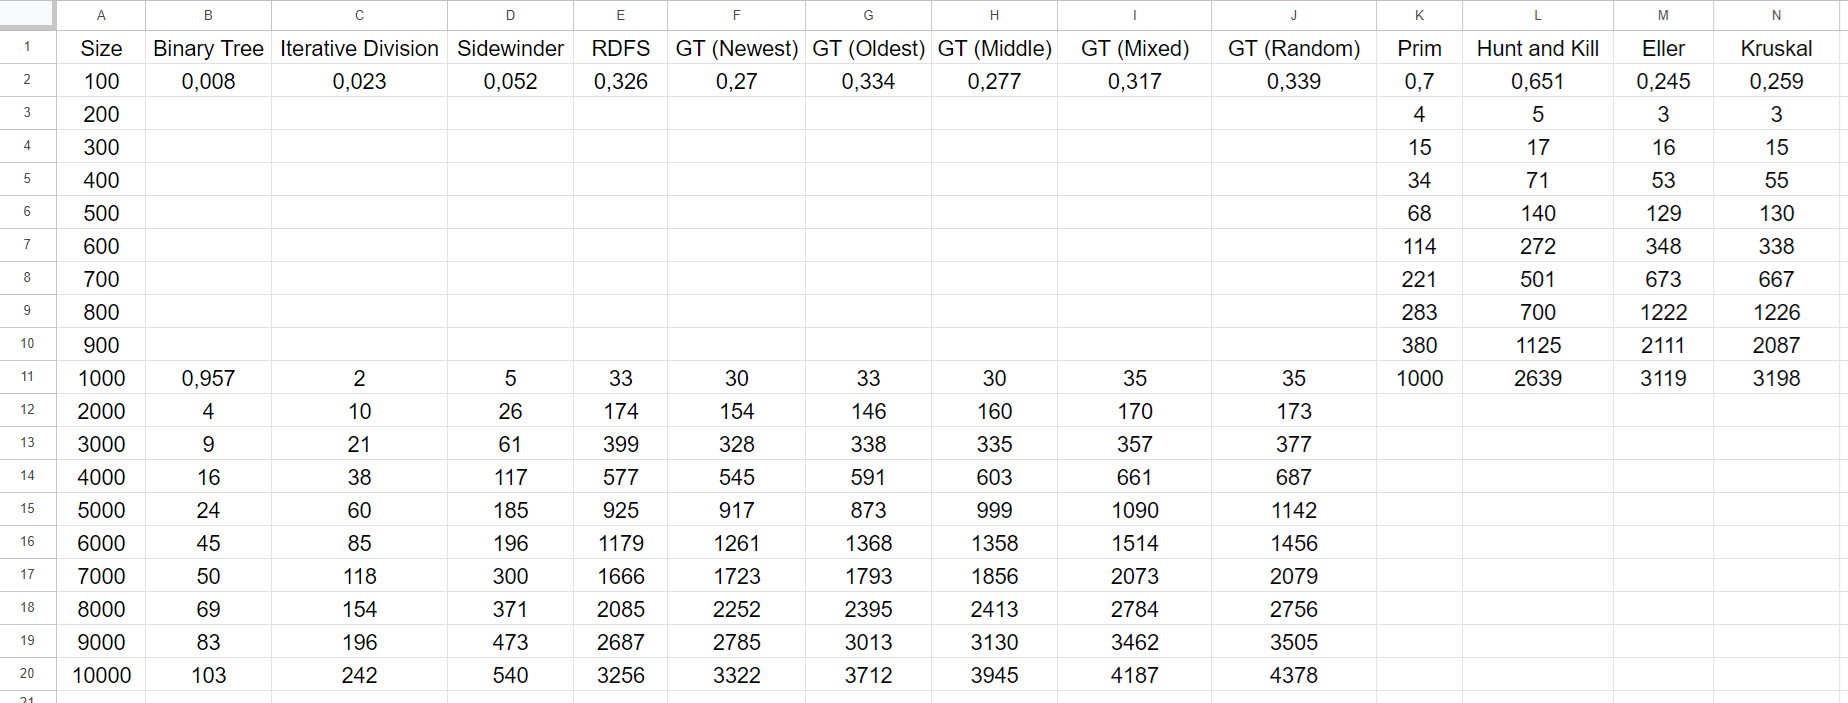 A B C D E F G H I J K L M N
1 Size Binary Tree Iterative Division Sidewinder RDFS GT (Newest) GT (Oldest) GT (Middle) GT (Mixed) GT (Random) Prim Hunt and Kill Eller Kruskal
2 100 0,008 0,023 0,052 0,326 0,27 0,334 0,277 0,317 0,339 0,7 0,651 0,245 0,259
3 200 4 5 3 3
4 300 15 17 16 15
5 400 34 71 53 55
6 500 68 140 129 130
7 600 114 272 348 338
8 700 221 501 673 667
9 800 283 700 1222 1226
10 900 380 1125 2111 2087
11 1000 0,957 2 5 33 30 33 30 35 35 1000 2639 3119 3198
12 2000 4 10 26 174 154 146 160 170 173
13 3000 9 21 61 399 328 338 335 357 377
14 4000 16 38 117 577 545 591 603 661 687
15 5000 24 60 185 925 917 873 999 1090 1142
16 6000 45 85 196 1179 1261 1368 1358 1514 1456
17 7000 50 118 300 1666 1723 1793 1856 2073 2079
18 8000 69 154 371 2085 2252 2395 2413 2784 2756
19 9000 83 196 473 2687 2785 3013 3130 3462 3505
20 10000 103 242 540 3256 3322 3712 3945 4187 4378
21